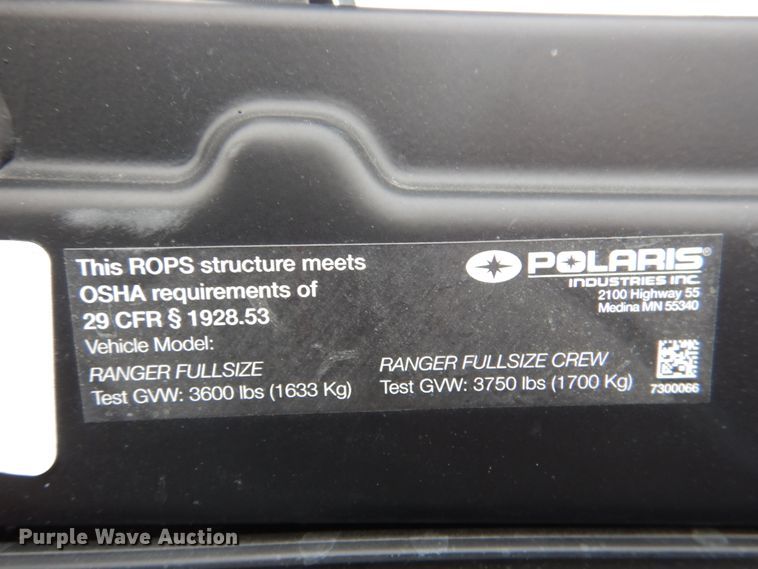 This ROPS structure meets
OSHA requirements of
29 CFR § 1928.53
Vehicle Model:
RANGER FULLSIZE
Test GVW: 3600 lbs (1633 Kg)
RANGER FULLSIZE CREW
Test GVW: 3750 lbs (1700 Kg)
POLARIS®
INDUSTRIES INC.
2100 Highway 55
Medina MN 55340
7300066
Purple Wave Auction